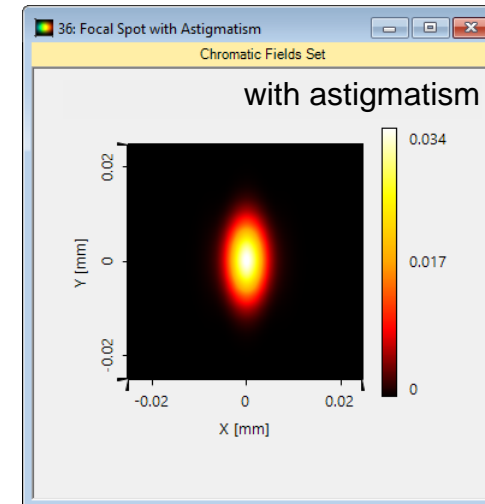 36: Focal Spot with Astigmatism
Chromatic Fields Set
with astigmatism
0.034
0.017
0
0.02
0
-0.02
Y [mm]
-0.02 0 0.02
X [mm]